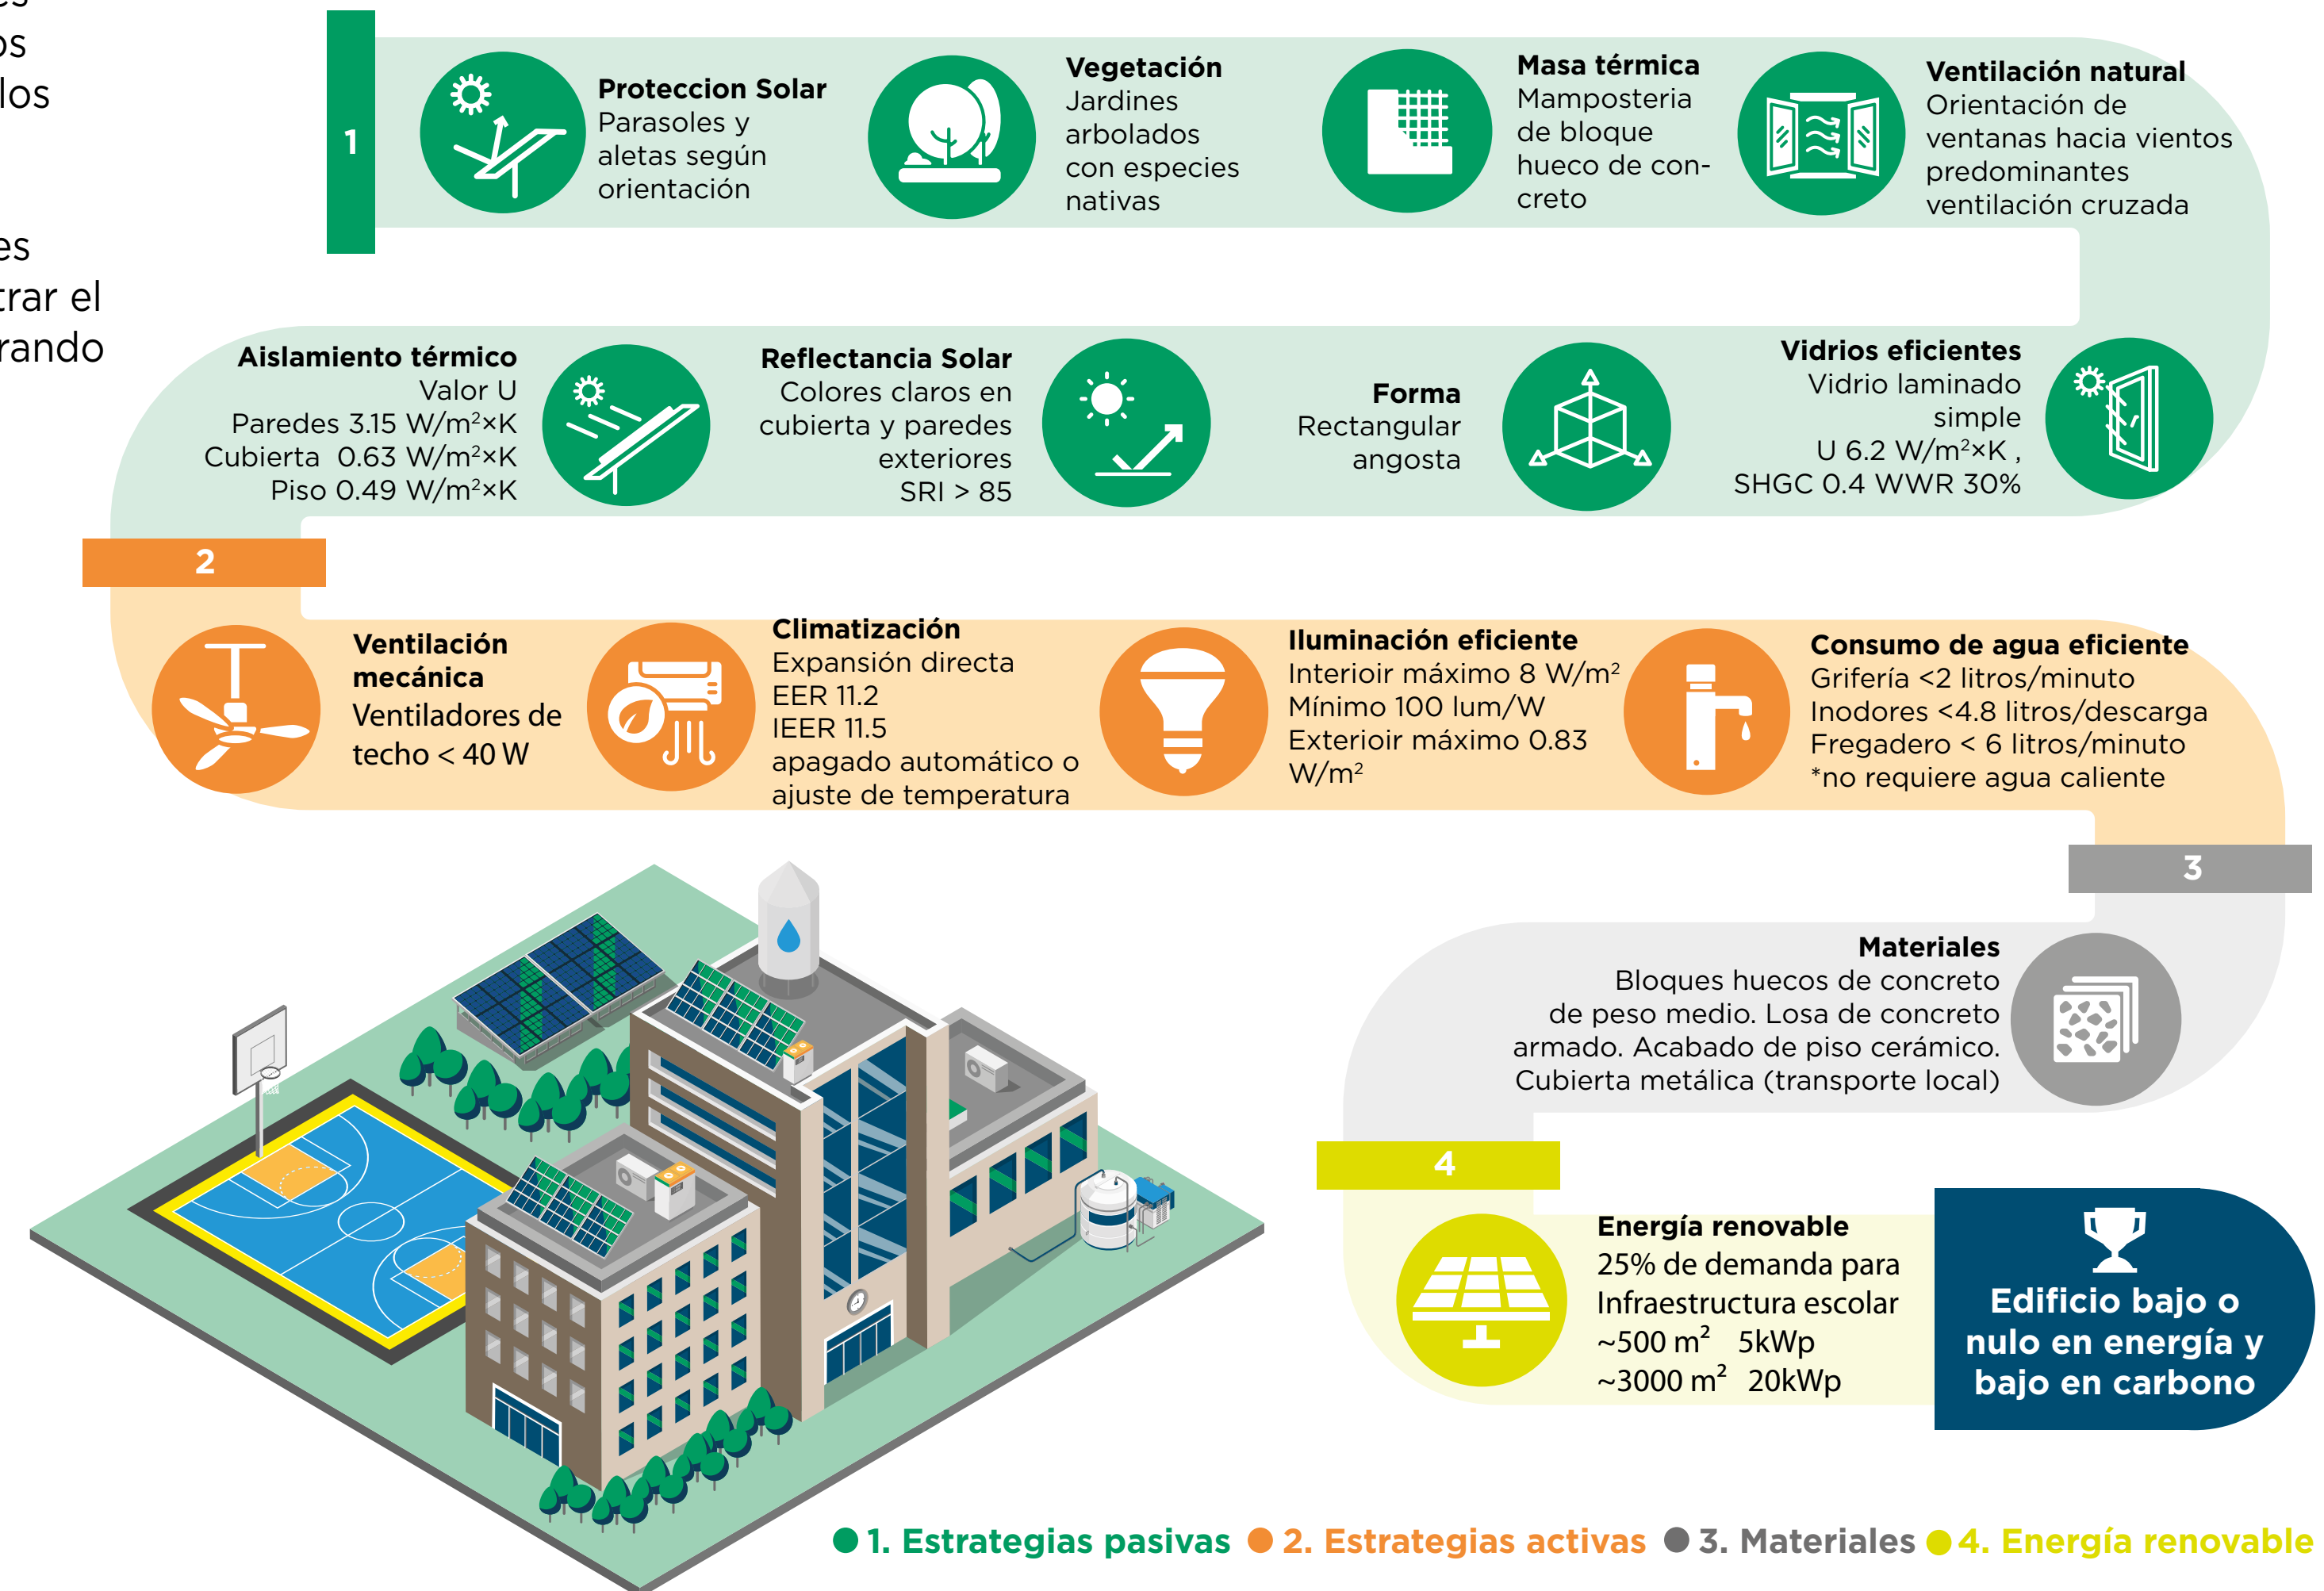 es
os
los
es
trar el
rando
1
Proteccion Solar
Parasoles y
aletas según
orientación
Vegetación
Jardines
arbolados
con especies
nativas
Masa térmica
Mamposteria
de bloque
hueco de con-
creto
Ventilación natural
Orientación de
ventanas hacia vientos
predominantes
ventilación cruzada
Vidrios eficientes
Vidrio laminado
simple
U 6.2 W/m²×K ,
SHGC 0.4 WWR 30%
Forma
Rectangular
angosta
Reflectancia Solar
Colores claros en
cubierta y paredes
exteriores
SRI > 85
Aislamiento térmico
Valor U
Paredes 3.15 W/m²×K
Cubierta 0.63 W/m²×K
Piso 0.49 W/m²×K
2
Ventilación
mecánica
Ventiladores de
techo < 40 W
Climatización
Expansión directa
EER 11.2
IEER 11.5
apagado automático o
ajuste de temperatura
Iluminación eficiente
Interioir máximo 8 W/m²
Mínimo 100 lum/W
Exterioir máximo 0.83
W/m²
Consumo de agua eficiente
Grifería <2 litros/minuto
Inodores <4.8 litros/descarga
Fregadero < 6 litros/minuto
*no requiere agua caliente
3
Materiales
Bloques huecos de concreto
de peso medio. Losa de concreto
armado. Acabado de piso cerámico.
Cubierta metálica (transporte local)
4
Energía renovable
25% de demanda para
Infraestructura escolar
~500 m² 5kWp
~3000 m² 20kWp
Edificio bajo o
nulo en energía y
bajo en carbono
1. Estrategias pasivas 2. Estrategias activas 3. Materiales 4. Energía renovable